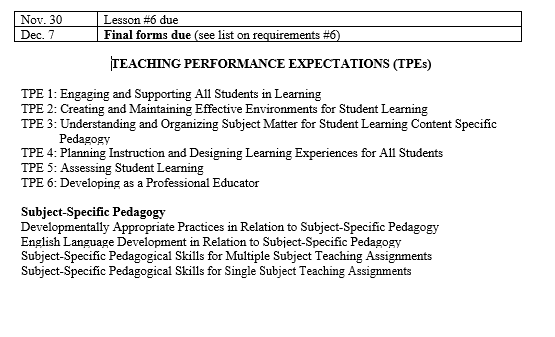 Nov. 30 Lesson #6 due
Dec. 7 Final forms due (see list on requirements #6)
TEACHING PERFORMANCE EXPECTATIONS (TPEs)
TPE 1: Engaging and Supporting All Students in Learning
TPE 2: Creating and Maintaining Effective Environments for Student Learning
TPE 3: Understanding and Organizing Subject Matter for Student Learning Content Specific
Pedagogy
TPE 4: Planning Instruction and Designing Learning Experiences for All Students
TPE 5: Assessing Student Learning
TPE 6: Developing as a Professional Educator
Subject-Specific Pedagogy
Developmentally Appropriate Practices in Relation to Subject-Specific Pedagogy
English Language Development in Relation to Subject-Specific Pedagogy
Subject-Specific Pedagogical Skills for Multiple Subject Teaching Assignments
Subject-Specific Pedagogical Skills for Single Subject Teaching Assignments